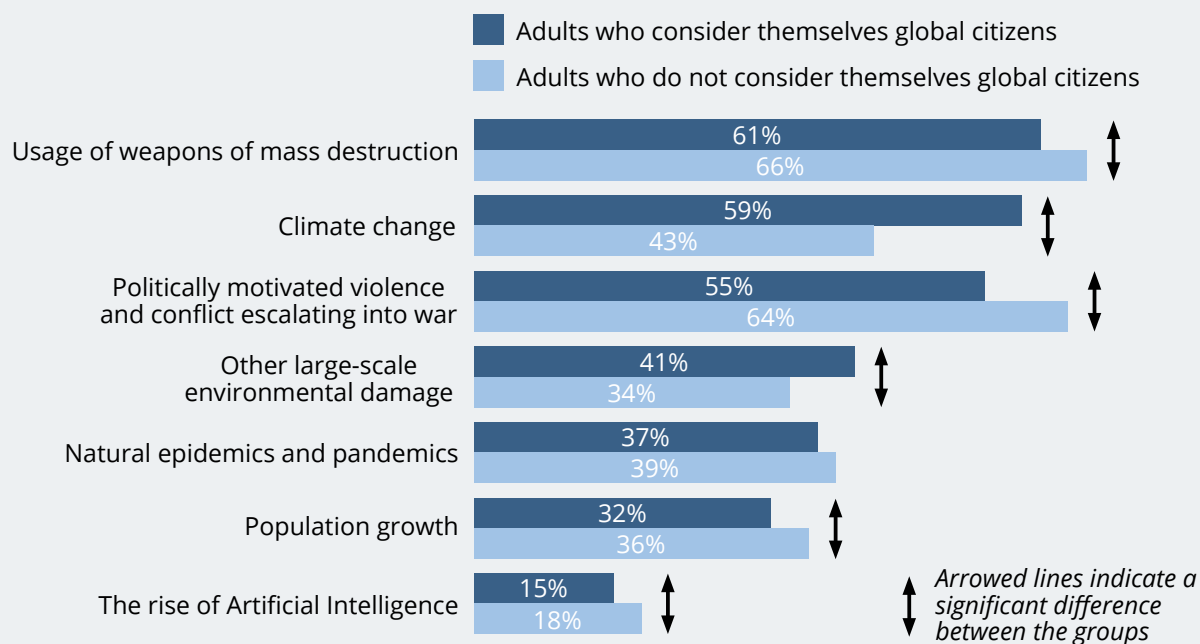 Adults who consider themselves global citizens
Adults who do not consider themselves global citizens
Usage of weapons of mass destruction
61%
66%
Climate change
59%
43%
Politically motivated violence
and conflict escalating into war
55%
64%
Other large-scale
environmental damage
41%
34%
Natural epidemics and pandemics
37%
39%
Population growth
32%
36%
The rise of Artificial Intelligence
15%
18%
Arrowed lines indicate a
significant difference
between the groups